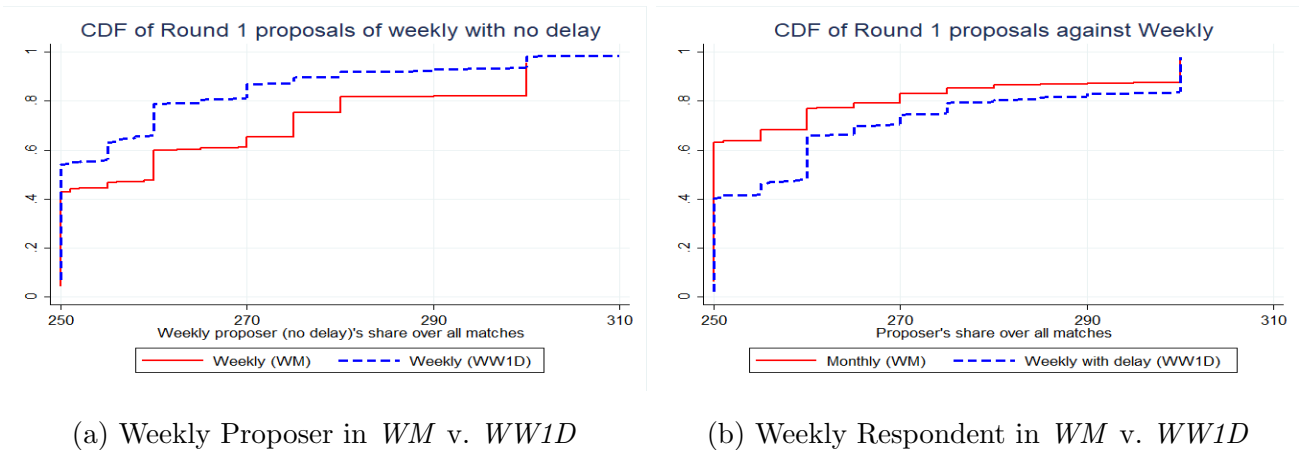 CDF of Round 1 proposals of weekly with no delay
1
.8
.6
.4
.2
0
250 270 290 310
Weekly proposer (no delay)'s share over all matches
Weekly (WM) Weekly (WW1D)
(a) Weekly Proposer in WM v. WW1D
CDF of Round 1 proposals against Weekly
1
.8
.6
.4
.2
0
250 270 290 310
Proposer's share over all matches
Monthly (WM) Weekly with delay (WW1D)
(b) Weekly Respondent in WM v. WW1D